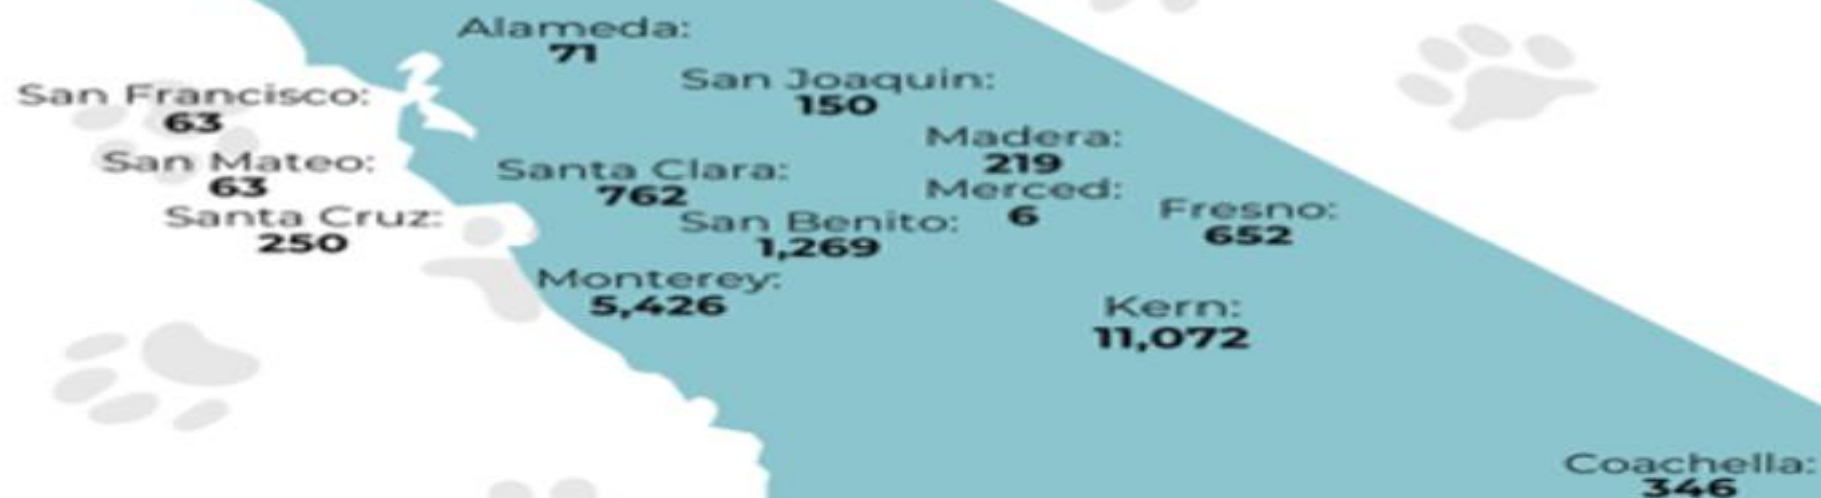 Alameda:
71
San Joaquin:
150
San Francisco:
63
Madera:
219
San Mateo:
63
Santa Clara:
762
Merced:
6
Fresno:
652
Santa Cruz:
250
San Benito:
1,269
Monterey:
5,426
Kern:
11,072
Coachella:
346